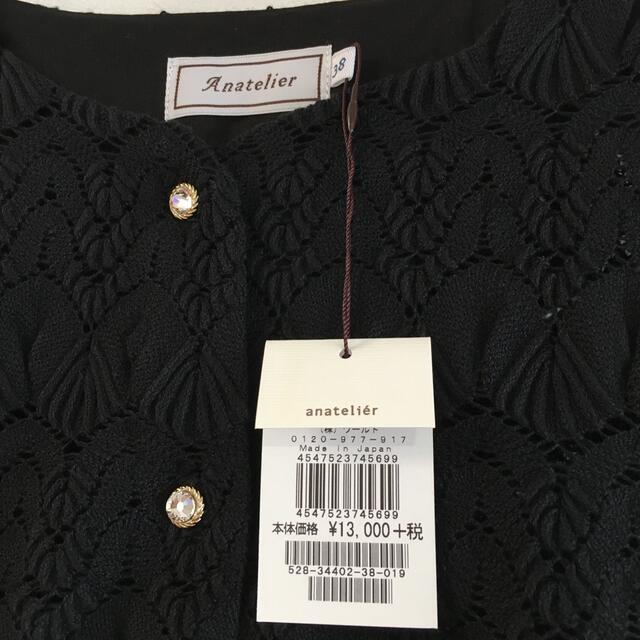 Anatelier
38
anateliér
(株) ワールド
0120-977-917
Made in Japan
4547523745699
4547523745699
本体価格 ¥13,000+税
528-34402-38-019